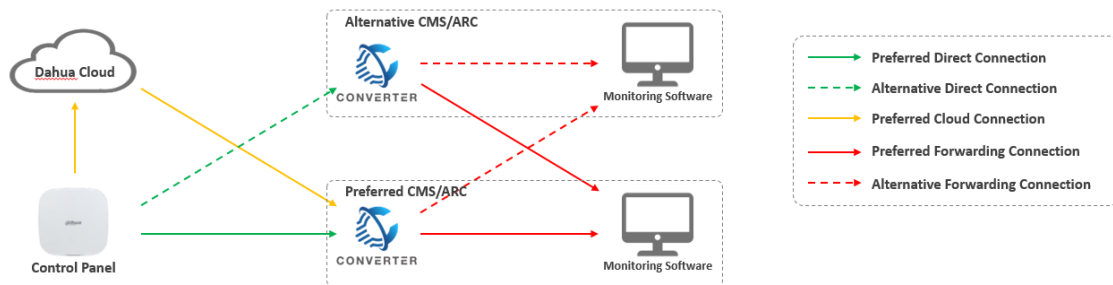 Alternative CMS/ARC
Dahua Cloud
CONVERTER
Monitoring Software
Preferred CMS/ARC
alhua
Control Panel
CONVERTER
Monitoring Software
Preferred Direct Connection
Alternative Direct Connection
Preferred Cloud Connection
Preferred Forwarding Connection
Alternative Forwarding Connection